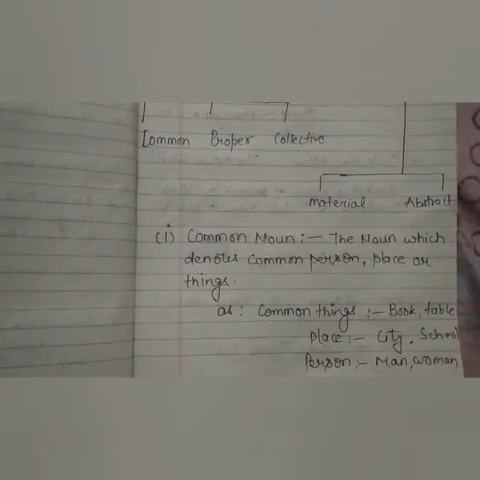 Common Proper Collective
Material Abstract
(i) Common Noun :- The Noun which
denotes common person, place or
things.
as: Common things :- Book, table
Place :- City, School
Person :- Man, woman,